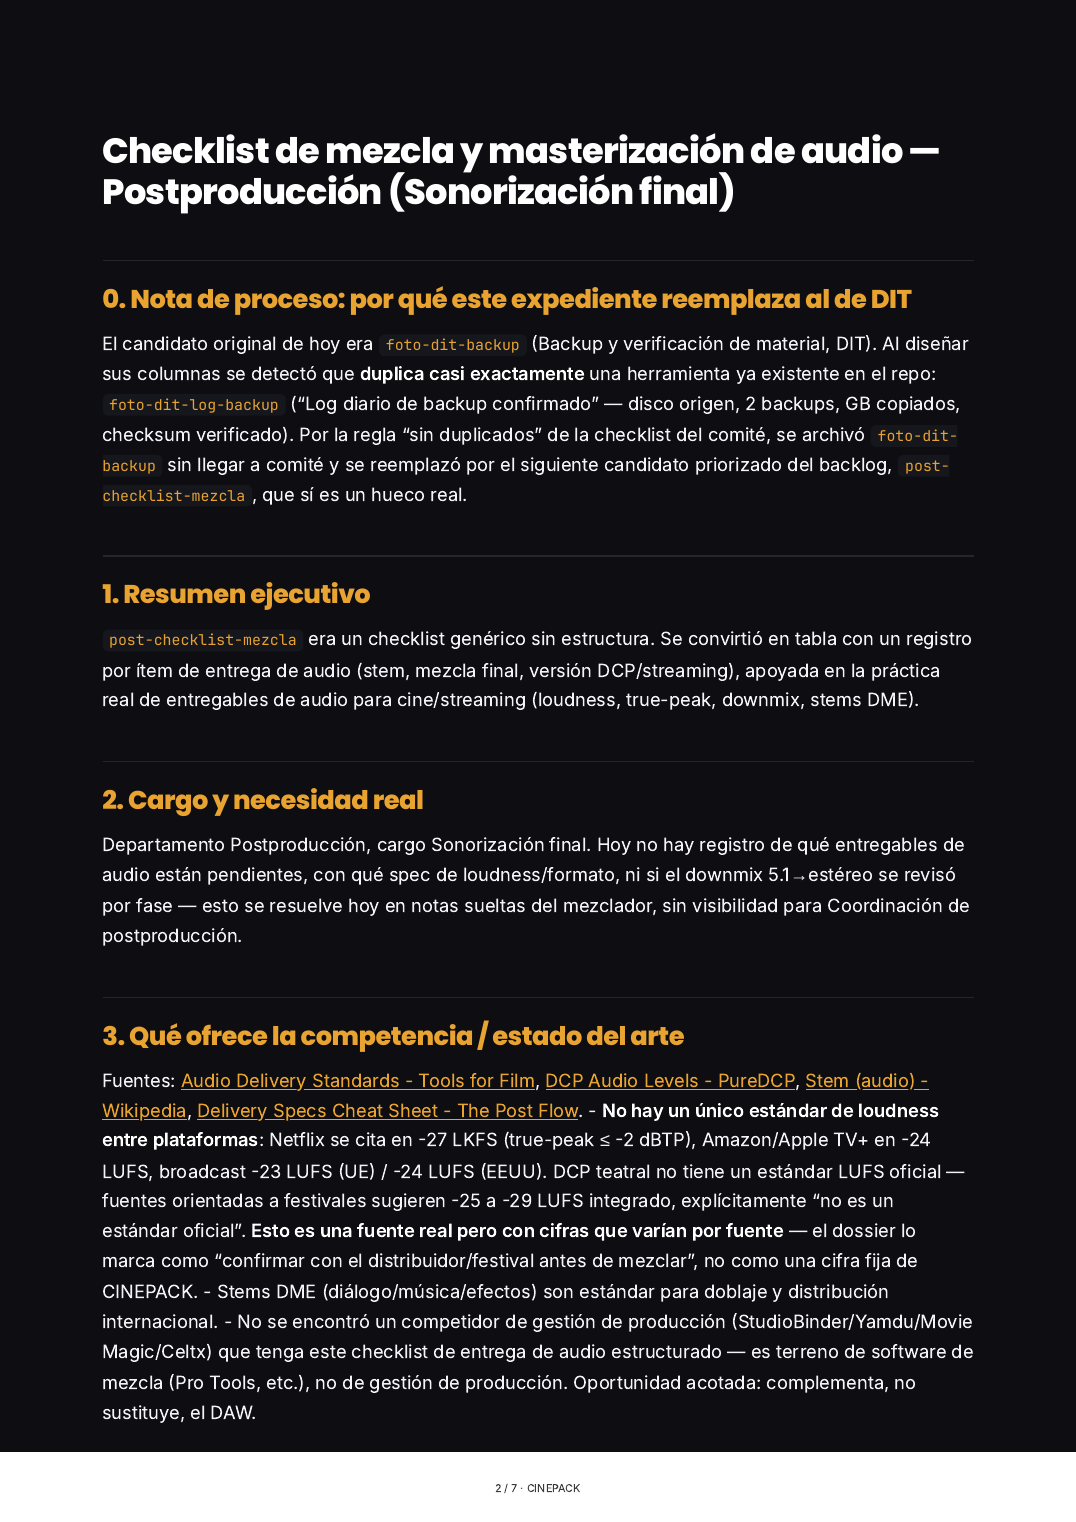 Checklist de mezcla y masterización de audio —
Postproducción (Sonorización final)
0. Nota de proceso: por qué este expediente reemplaza al de DIT
El candidato original de hoy era foto-dit-backup (Backup y verificación de material, DIT). Al diseñar
sus columnas se detectó que duplica casi exactamente una herramienta ya existente en el repo:
foto-dit-log-backup (“Log diario de backup confirmado” — disco origen, 2 backups, GB copiados,
checksum verificado). Por la regla “sin duplicados” de la checklist del comité, se archivó foto-dit-
backup sin llegar a comité y se reemplazó por el siguiente candidato priorizado del backlog, post-
checklist-mezcla, que sí es un hueco real.
1. Resumen ejecutivo
post-checklist-mezcla era un checklist genérico sin estructura. Se convirtió en tabla con un registro
por ítem de entrega de audio (stem, mezcla final, versión DCP/streaming), apoyada en la práctica
real de entregables de audio para cine/streaming (loudness, true-peak, downmix, stems DME).
2. Cargo y necesidad real
Departamento Postproducción, cargo Sonorización final. Hoy no hay registro de qué entregables de
audio están pendientes, con qué spec de loudness/formato, ni si el downmix 5.1→estéreo se revisó
por fase — esto se resuelve hoy en notas sueltas del mezclador, sin visibilidad para Coordinación de
postproducción.
3. Qué ofrece la competencia / estado del arte
Fuentes: Audio Delivery Standards - Tools for Film, DCP Audio Levels - PureDCP, Stem (audio) -
Wikipedia, Delivery Specs Cheat Sheet - The Post Flow. - No hay un único estándar de loudness
entre plataformas: Netflix se cita en -27 LKFS (true-peak ≤ -2 dBTP), Amazon/Apple TV+ en -24
LUFS, broadcast -23 LUFS (UE) / -24 LUFS (EEUU). DCP teatral no tiene un estándar LUFS oficial —
fuentes orientadas a festivales sugieren -25 a -29 LUFS integrado, explícitamente “no es un
estándar oficial”. Esto es una fuente real pero con cifras que varían por fuente — el dossier lo
marca como “confirmar con el distribuidor/festival antes de mezclar”, no como una cifra fija de
CINEPACK. - Stems DME (diálogo/música/efectos) son estándar para doblaje y distribución
internacional. - No se encontró un competidor de gestión de producción (StudioBinder/Yamdu/Movie
Magic/Celtx) que tenga este checklist de entrega de audio estructurado — es terreno de software de
mezcla (Pro Tools, etc.), no de gestión de producción. Oportunidad acotada: complementa, no
sustituye, el DAW.
2 / 7 · CINEPACK